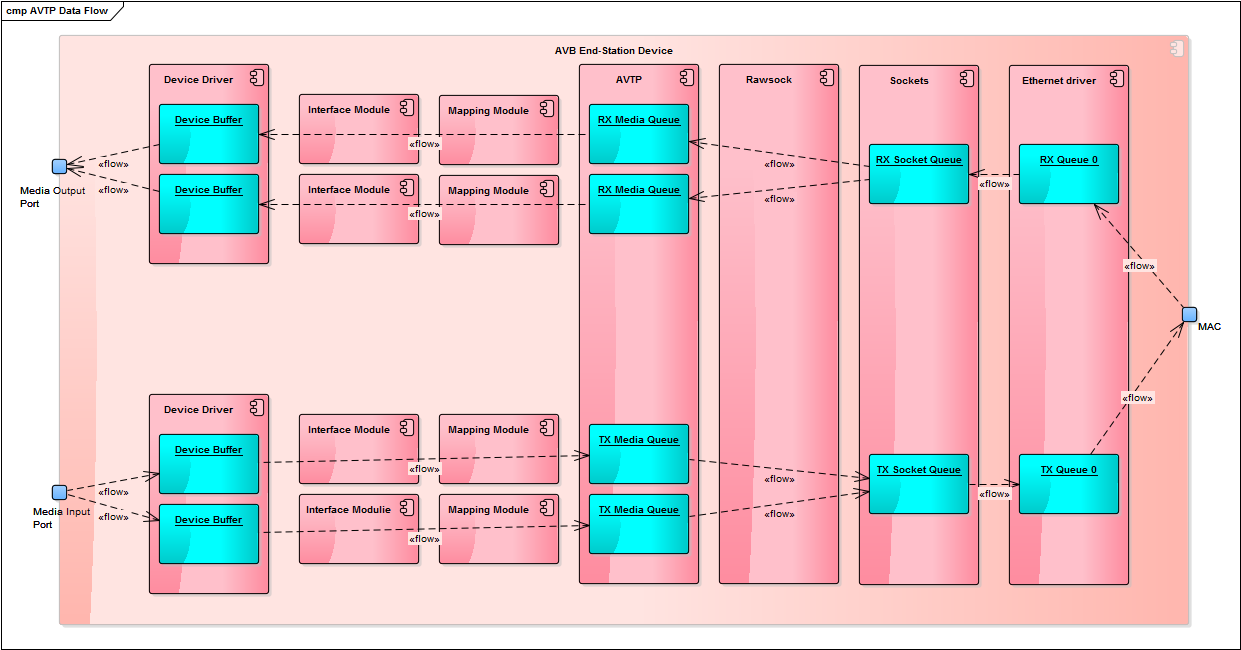 cmp AVTP Data Flow
AVB End-Station Device
Device Driver
Device Buffer
Device Buffer
Interface Module
Mapping Module
«flow»
Interface Module
Mapping Module
«flow»
AVTP
RX Media Queue
RX Media Queue
Rawsock
«flow»
«flow»
Sockets
RX Socket Queue
«flow»
Ethernet driver
RX Queue 0
«flow»
«flow»
«flow»
Media Output
Port
MAC
«flow»
Device Driver
Device Buffer
Device Buffer
Interface Module
Mapping Module
«flow»
Interface Modulie
Mapping Module
«flow»
TX Media Queue
TX Media Queue
«flow»
«flow»
TX Socket Queue
«flow»
TX Queue 0
«flow»
«flow»
Media Input
Port